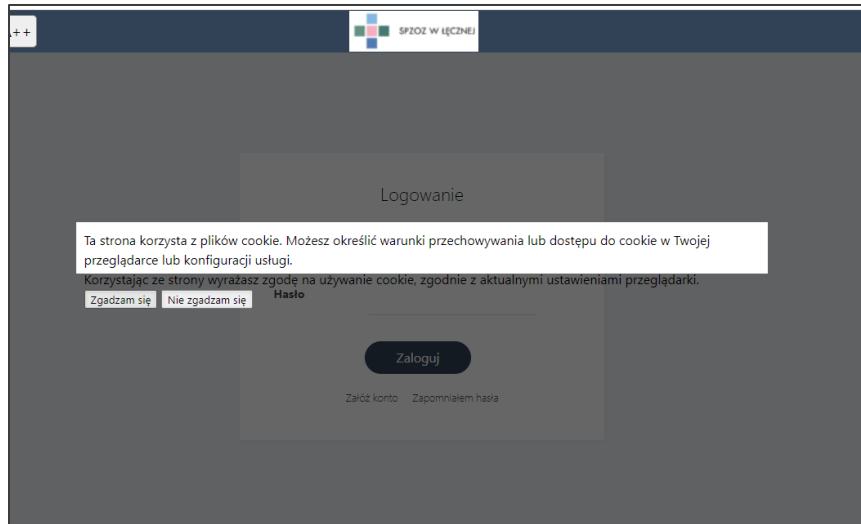 ++
SPZOZ W ŁĘCZNEJ
Logowanie
Ta strona korzysta z plików cookie. Możesz określić warunki przechowywania lub dostępu do cookie w Twojej
przeglądarce lub konfiguracji usługi.
Korzystając ze strony wyrażasz zgodę na używanie cookie, zgodnie z aktualnymi ustawieniami przeglądarki.
Zgadzam się Nie zgadzam się
Hasło
Zaloguj
Załóż konto Zapomniałem hasła